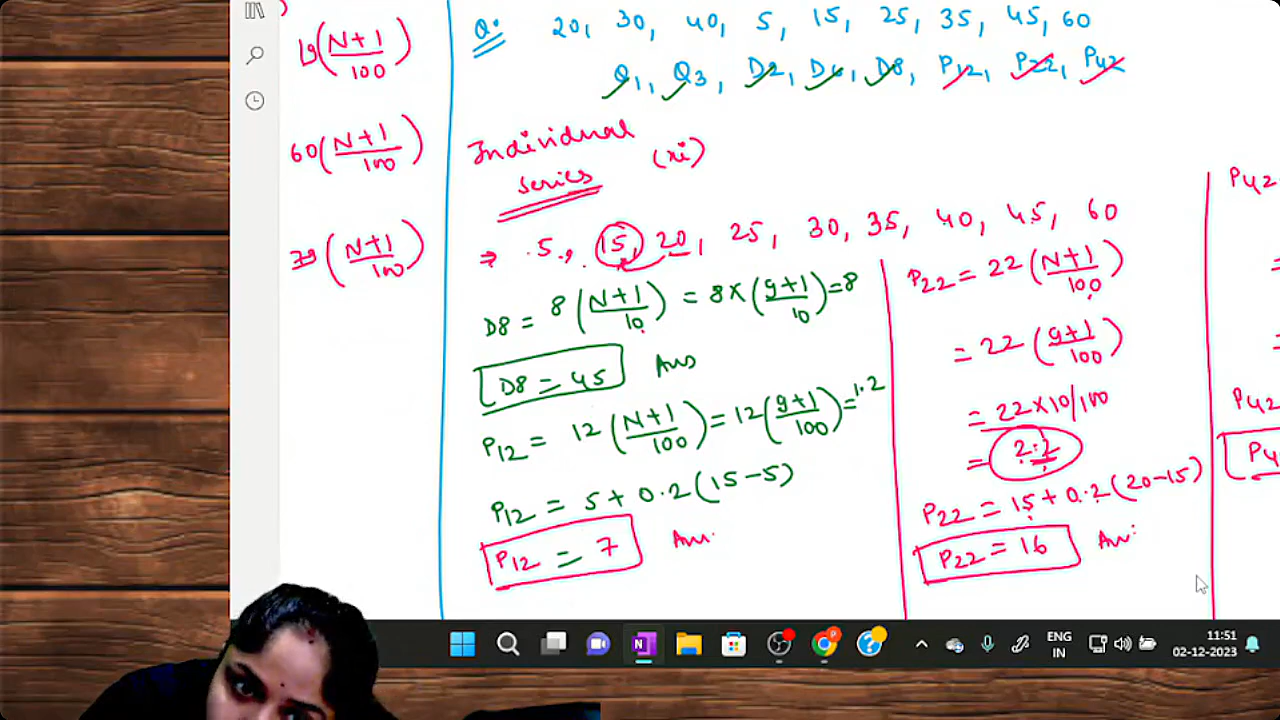 19(N+1/100)
60(N+1/100)
39(N+1/100)
Q: 20, 30, 40, 5, 15, 25, 35, 45, 60
Q1, Q3, D2, D6, D8, P12, P22, P42
Individual series (xi)
⇒ 5, 15, 20, 25, 30, 35, 40, 45, 60
D8 = 8(N+1/10) = 8×(9+1/10) = 8
D8 = 45 Ans
P12 = 12(N+1/100) = 12(9+1/100) = 1.2
P12 = 5 + 0.2(15-5)
P12 = 7 Ans.
P22 = 22(N+1/100)
= 22(9+1/100)
= 22×10/100
= 2.2
P22 = 15 + 0.2(20-15)
P22 = 16 Ans:
P42
=
=
P42
P4
ENG
IN
11:51
02-12-2023